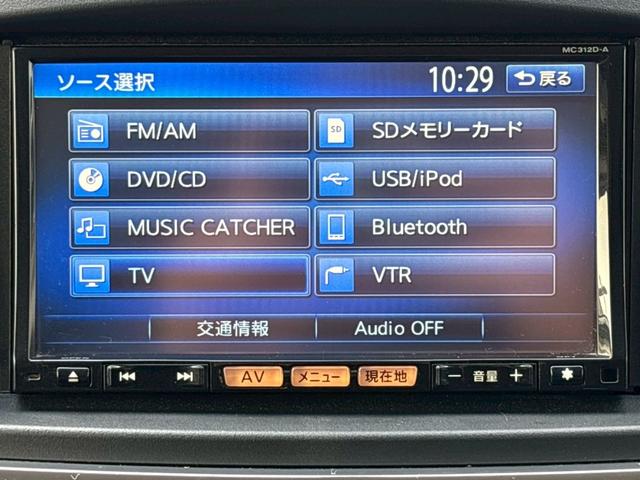 MC312D-A
ソース選択
10:29
戻る
FM/AM
SD
SDメモリーカード
DVD/CD
USB/iPod
MUSIC CATCHER
Bluetooth
TV
VTR
交通情報
Audio OFF
AV
メニュー
現在地
− 音量 +